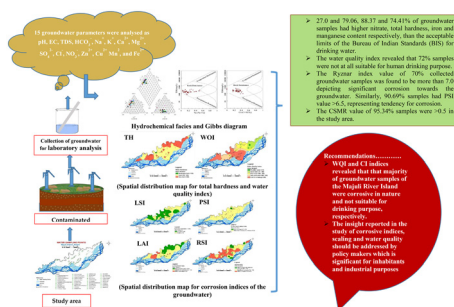 15 groundwater parameters were analysed as
pH, EC, TDS, HCO₃⁻, Na⁺, K⁺, Ca²⁺, Mg²⁺,
SO₄²⁻, Cl⁻, NO₃⁻, Zn²⁺, Cu²⁺ Mn²⁺, and Fe
Collection of groundwater
for laboratory analysis
Contaminated
Study area
Hydrochemical facies and Gibbs diagram
TH
WQI
(Spatial distribution map for total hardness and water
quality index)
LSI
PSI
LAI
RSI
(Spatial distribution map for corrosion indices of the
groundwater)
➢ 27.0 and 79.06, 88.37 and 74.41% of groundwater
samples had higher nitrate, total hardness, iron and
manganese content respectively, than the acceptable
limits of the Bureau of Indian Standards (BIS) for
drinking water.
➢ The water quality index revealed that 72% samples
were not at all suitable for human drinking purpose.
➢ The Ryznar index value of 70% collected
groundwater samples was found to be more than 7.0
depicting significant corrosion towards the
groundwater. Similarly, 90.69% samples had PSI
value >6.5, representing tendency for corrosion.
➢ The CSMR value of 95.34% samples were >0.5 in
the study area.
Recommendations…………
➢ WQI and CI indices
revealed that that majority
of groundwater samples of
the Majuli River Island
were corrosive in nature
and not suitable for
drinking purpose,
respectively.
➢ The insight reported in the
study of corrosive indices,
scaling and water quality
should be addressed by
policy makers which is
significant for inhabitants
and industrial purposes